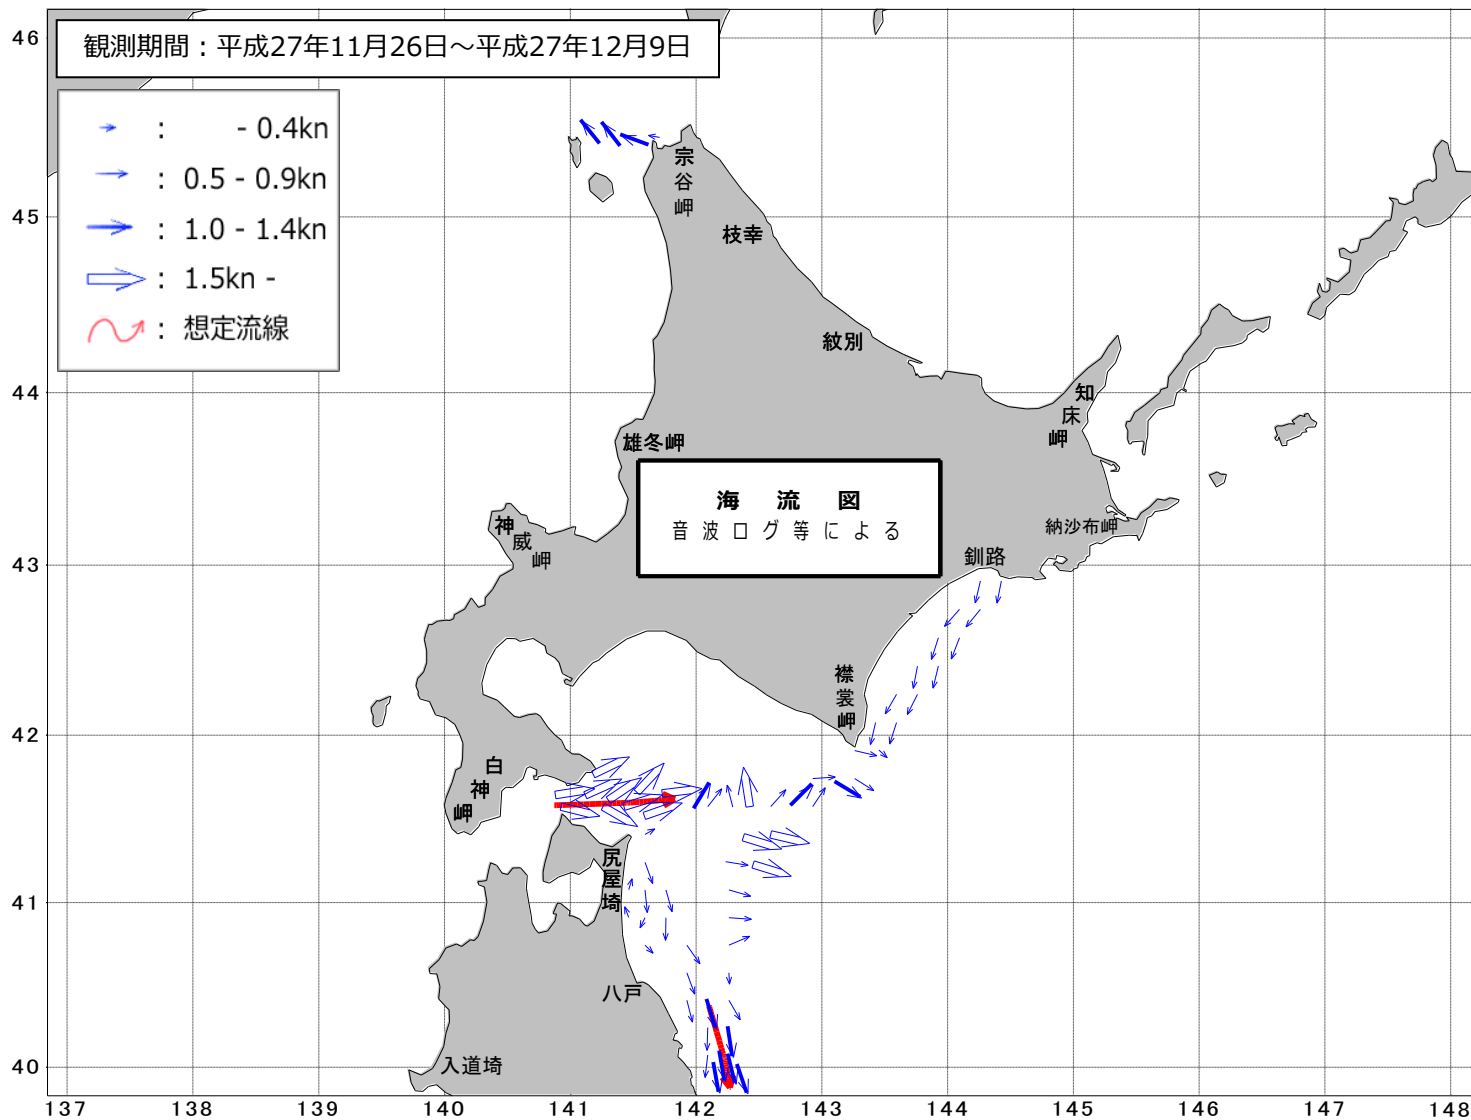 観測期間：平成27年11月26日～平成27年12月9日
： - 0.4kn
： 0.5 - 0.9kn
： 1.0 - 1.4kn
： 1.5kn -
： 想定流線
46
45
44
43
42
41
40
宗谷岬
枝幸
紋別
知床岬
雄冬岬
海流図
音波ログ等による
神威岬
納沙布岬
釧路
襟裳岬
白神岬
尻屋埼
八戸
入道埼
137 138 139 140 141 142 143 144 145 146 147 148